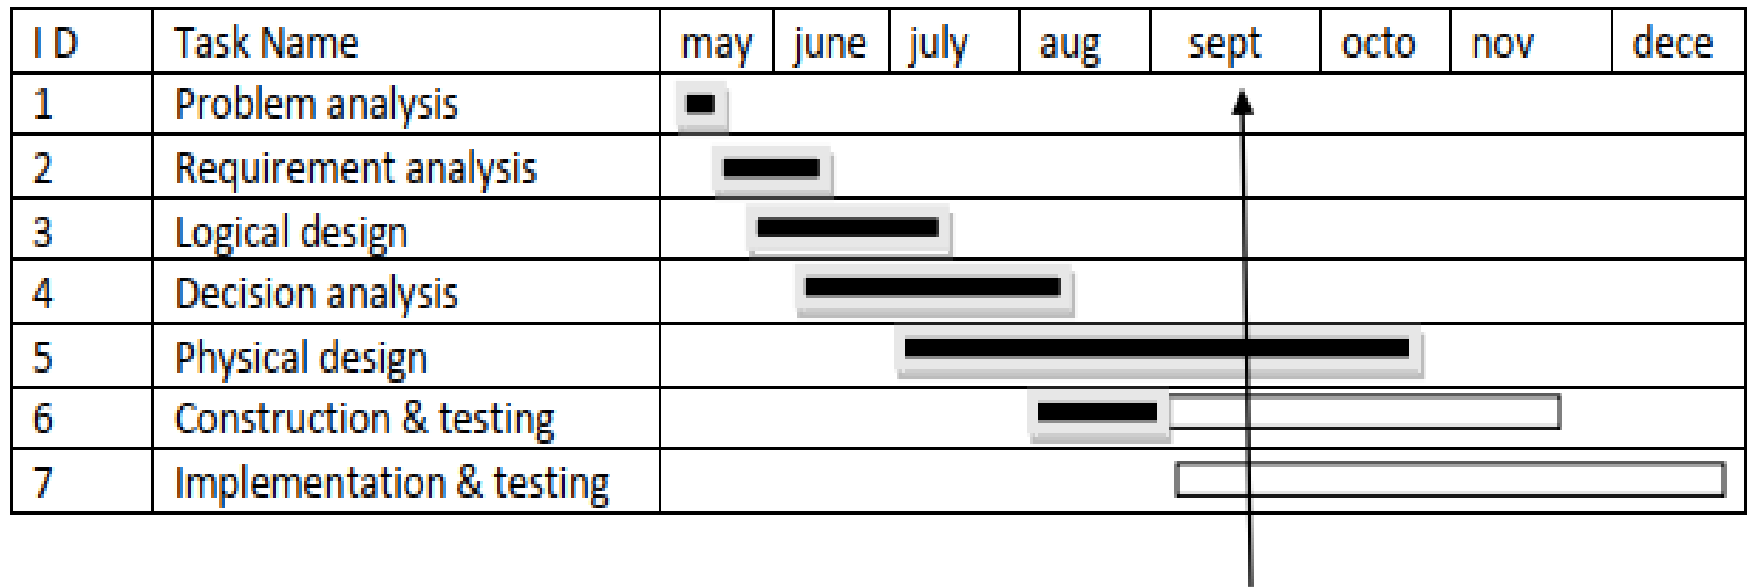 I D Task Name may june july aug sept octo nov dece
1 Problem analysis
2 Requirement analysis
3 Logical design
4 Decision analysis
5 Physical design
6 Construction & testing
7 Implementation & testing